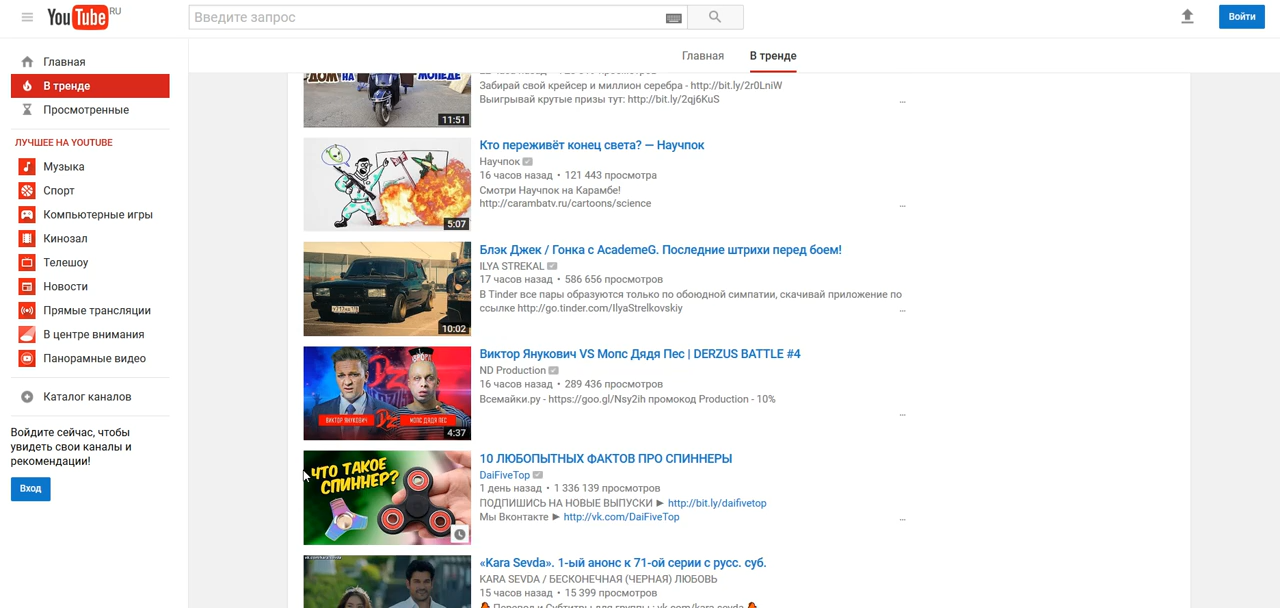 YouTube RU
Введите запрос
Войти
Главная
В тренде
Главная
В тренде
Просмотренные
ЛУЧШЕЕ НА YOUTUBE
Музыка
Спорт
Компьютерные игры
Кинозал
Телешоу
Новости
Прямые трансляции
В центре внимания
Панорамные видео
Каталог каналов
Войдите сейчас, чтобы
увидеть свои каналы и
рекомендации!
Вход
МОПЕДЕ
11:51
Забирай свой крейсер и миллион серебра - http://bit.ly/2r0LniW
Выигрывай крутые призы тут: http://bit.ly/2qj6KuS
...
5:07
Кто переживёт конец света? — Научпок
Научпок
16 часов назад • 121 443 просмотра
Смотри Научпок на Карамбе!
http://carambatv.ru/cartoons/science
...
10:02
Блэк Джек / Гонка с AcademeG. Последние штрихи перед боем!
ILYA STREKAL
17 часов назад • 586 656 просмотров
В Tinder все пары образуются только по обоюдной симпатии, скачивай приложение по
ссылке http://go.tinder.com/IlyaStrelkovskiy
...
ВИКТОР ЯНУКОВИЧ
МОПС ДЯДЯ ПЕС
4:37
Виктор Янукович VS Мопс Дядя Пес | DERZUS BATTLE #4
ND Production
16 часов назад • 289 436 просмотров
Всемайки.ру - https://goo.gl/Nsy2ih промокод Production - 10%
...
ЧТО ТАКОЕ
СПИННЕР?
10 ЛЮБОПЫТНЫХ ФАКТОВ ПРО СПИННЕРЫ
DaiFiveTop
1 день назад • 1 336 139 просмотров
ПОДПИШИСЬ НА НОВЫЕ ВЫПУСКИ ► http://bit.ly/daifivetop
Мы Вконтакте ► http://vk.com/DaiFiveTop
...
«Kara Sevda». 1-ый анонс к 71-ой серии с русс. суб.
KARA SEVDA / БЕСКОНЕЧНАЯ (ЧЕРНАЯ) ЛЮБОВЬ
15 часов назад • 15 399 просмотров
Перевод и Субтитры для группы : vk.com/kara.sevda